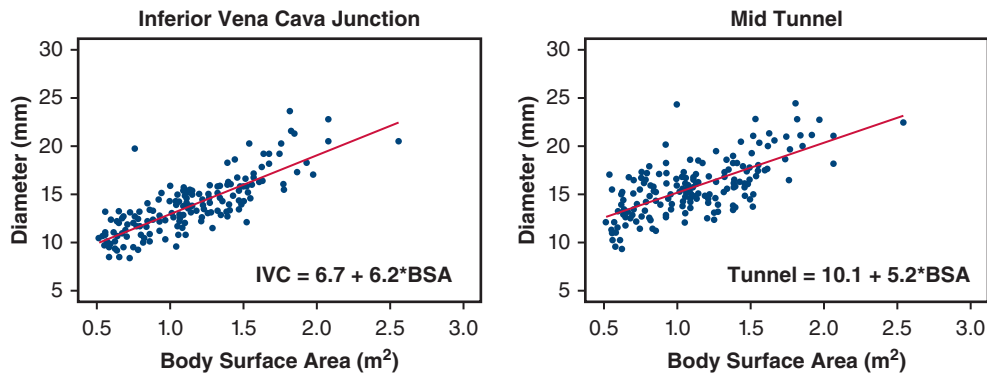 Inferior Vena Cava Junction
Diameter (mm)
30
25
20
15
10
5
IVC = 6.7 + 6.2*BSA
0.5 1.0 1.5 2.0 2.5 3.0
Body Surface Area (m²)
Mid Tunnel
Diameter (mm)
30
25
20
15
10
5
Tunnel = 10.1 + 5.2*BSA
0.5 1.0 1.5 2.0 2.5 3.0
Body Surface Area (m²)